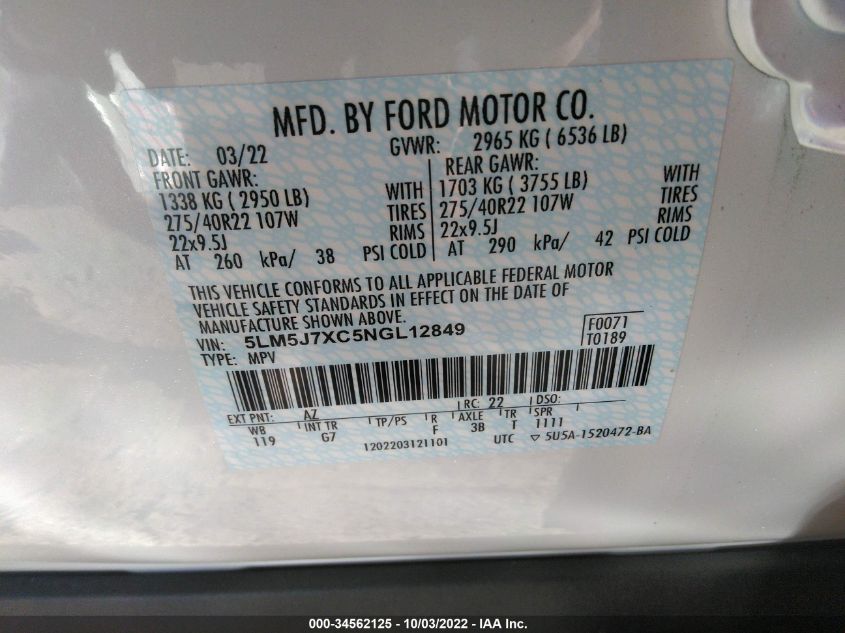 MFD. BY FORD MOTOR CO.
DATE: 03/22 GVWR: 2965 KG ( 6536 LB)
FRONT GAWR: REAR GAWR:
1338 KG ( 2950 LB) WITH 1703 KG ( 3755 LB) WITH
275/40R22 107W TIRES 275/40R22 107W TIRES
22x9.5J RIMS 22x9.5J RIMS
AT 260 kPa/ 38 PSI COLD AT 290 kPa/ 42 PSI COLD
THIS VEHICLE CONFORMS TO ALL APPLICABLE FEDERAL MOTOR
VEHICLE SAFETY STANDARDS IN EFFECT ON THE DATE OF
MANUFACTURE SHOWN ABOVE.
VIN: 5LM5J7XC5NGL12849 F0071
TYPE: MPV T0189
EXT PNT: AZ RC: 22 DSO:
WB INT TR TP/PS R AXLE TR SPR
119 G7 F 3B T 1111
1202203121101 UTC ▽ 5U5A-1520472-BA
000-34562125 - 10/03/2022 - IAA Inc.